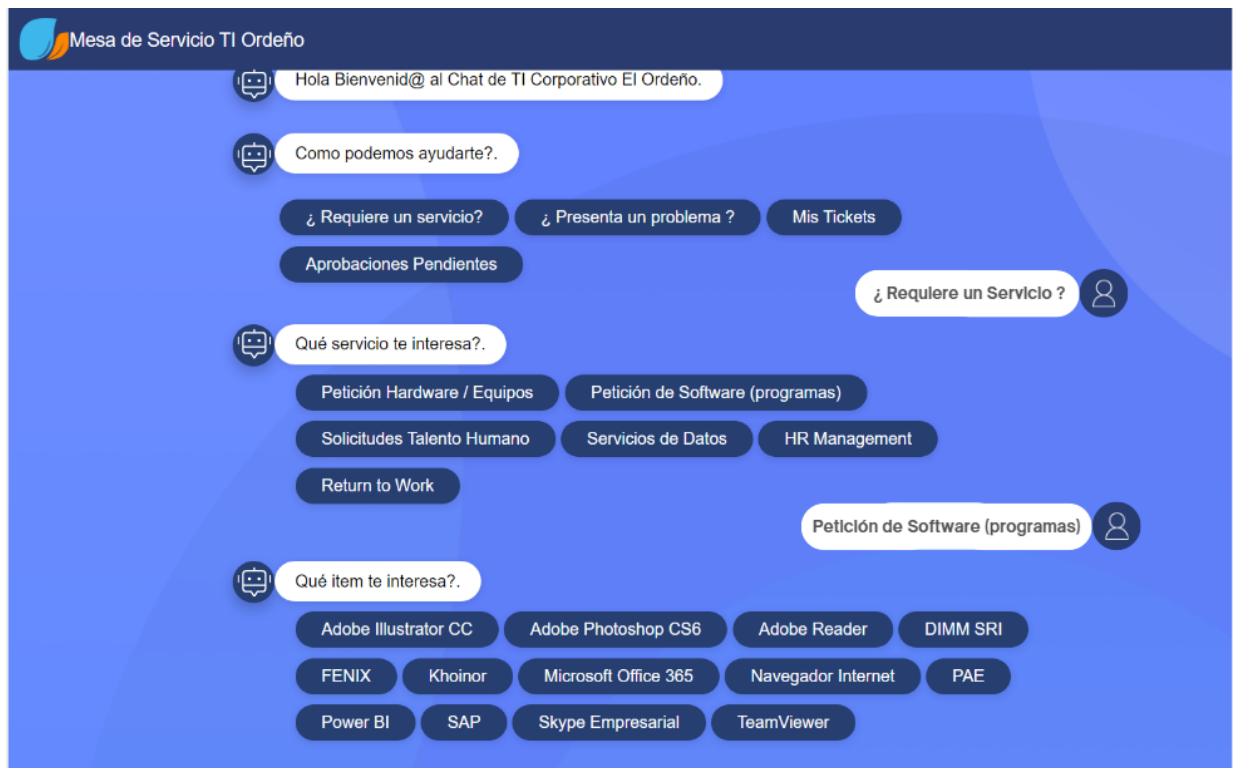 Mesa de Servicio TI Ordeño
Hola Bienvenid@ al Chat de TI Corporativo El Ordeño.
Como podemos ayudarte?.
¿ Requiere un servicio? ¿ Presenta un problema ? Mis Tickets
Aprobaciones Pendientes
¿ Requiere un Servicio ?
Qué servicio te interesa?.
Petición Hardware / Equipos Petición de Software (programas)
Solicitudes Talento Humano Servicios de Datos HR Management
Return to Work
Petición de Software (programas)
Qué item te interesa?.
Adobe Illustrator CC Adobe Photoshop CS6 Adobe Reader DIMM SRI
FENIX Khoinor Microsoft Office 365 Navegador Internet PAE
Power BI SAP Skype Empresarial TeamViewer